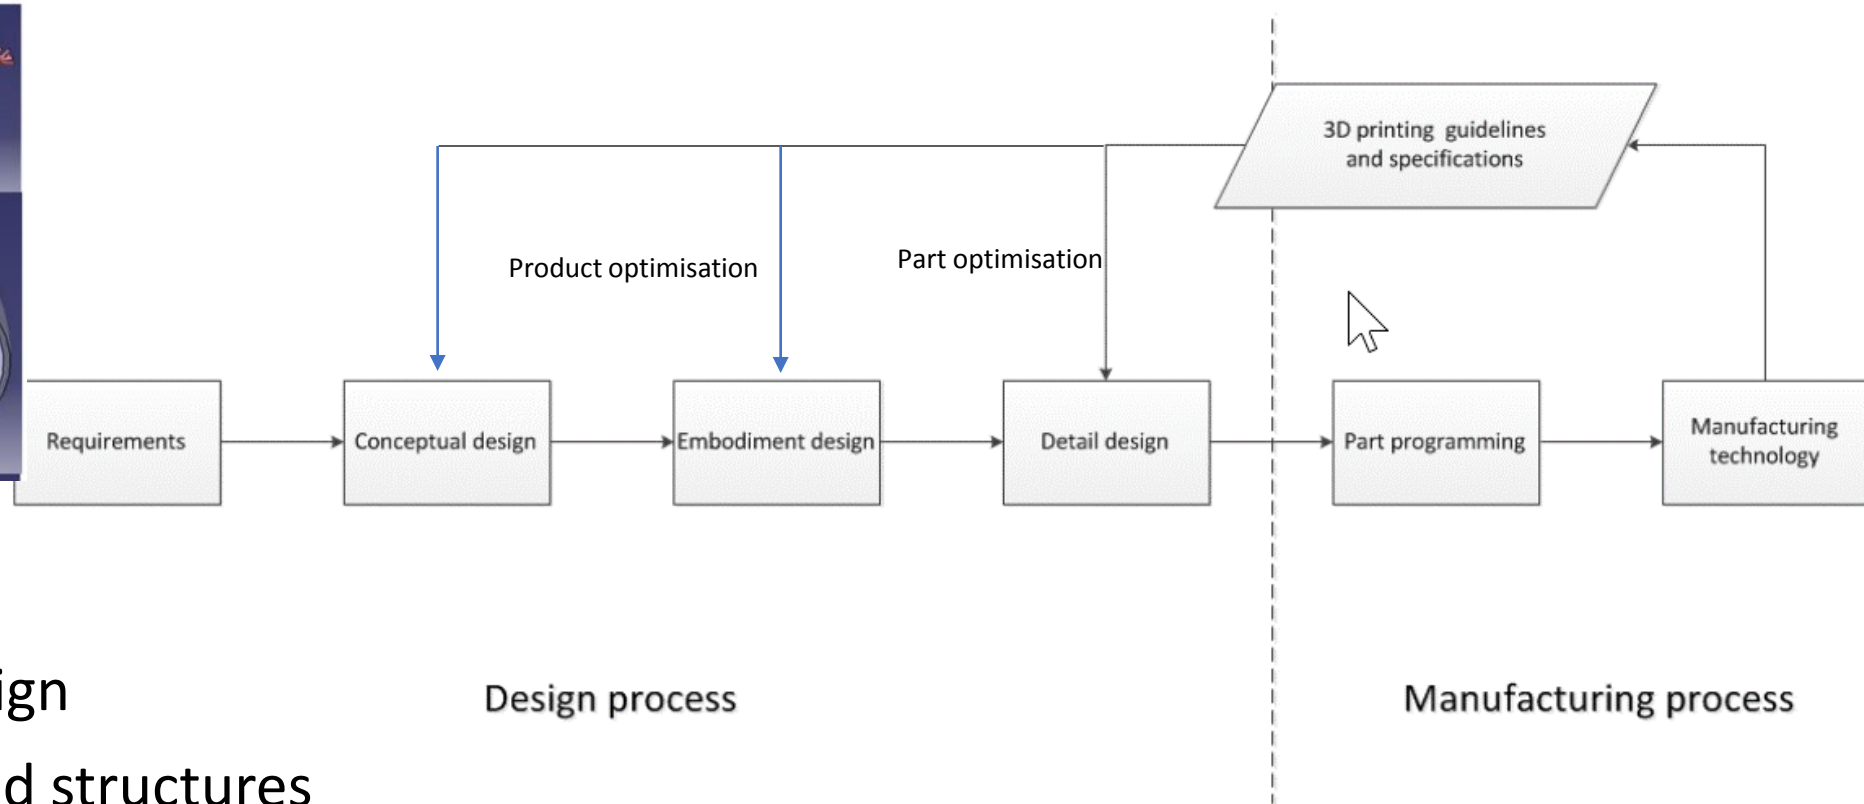 3D printing guidelines
and specifications
Product optimisation
Part optimisation
Requirements
Conceptual design
Embodiment design
Detail design
Part programming
Manufacturing
technology
Design process
Manufacturing process
structures